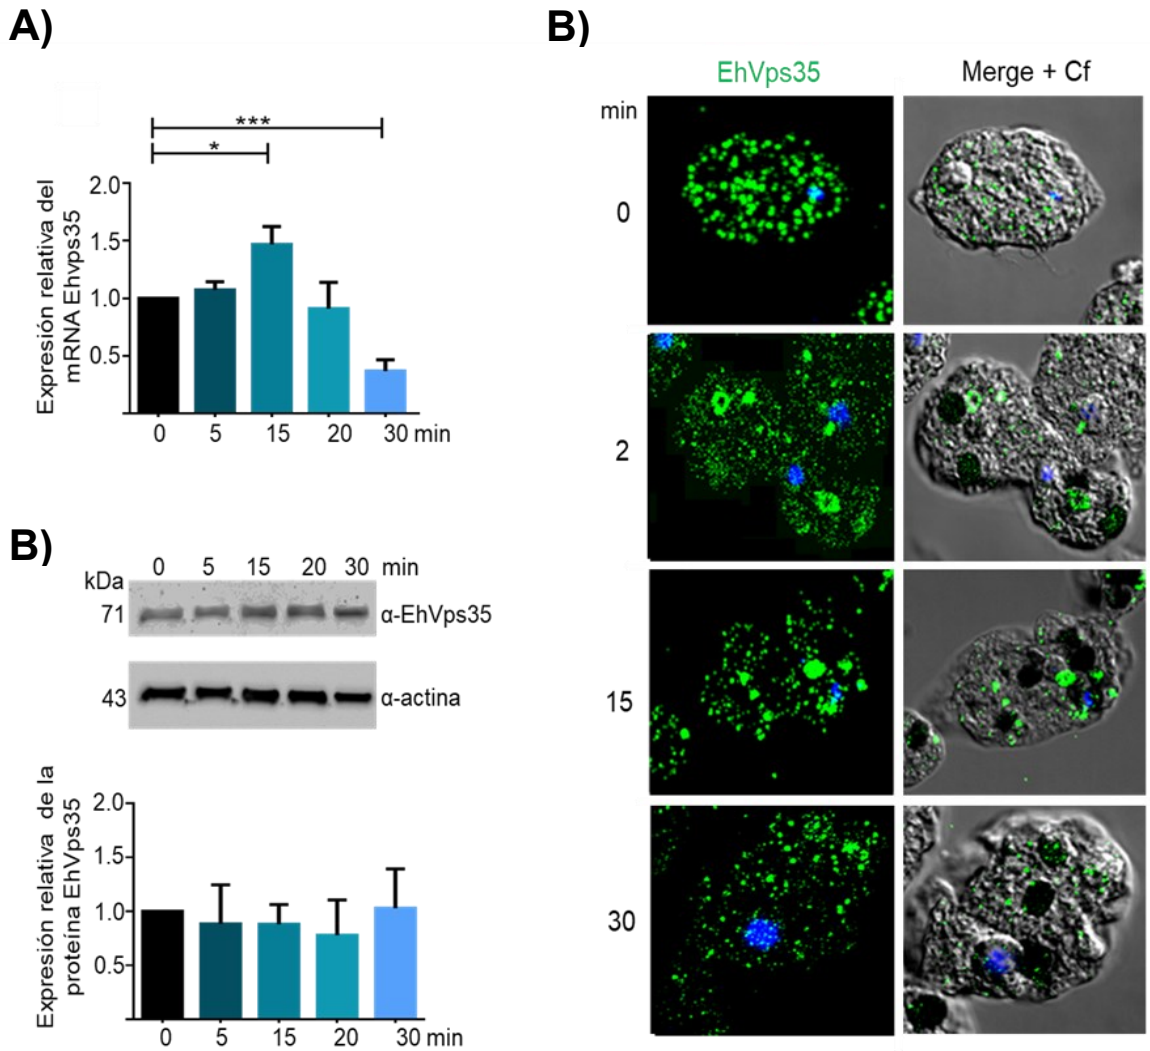 A)
***
*
Expresión relativa del
mRNA Ehvps35
2.0
1.5
1.0
0.5
0 5 15 20 30 min
B)
0 5 15 20 30 min
kDa
71 α-EhVps35
43 α-actina
Expresión relativa de la
proteína EhVps35
2.0
1.5
1.0
0.5
0 5 15 20 30 min
B)
EhVps35 Merge + Cf
min
0
2
15
30